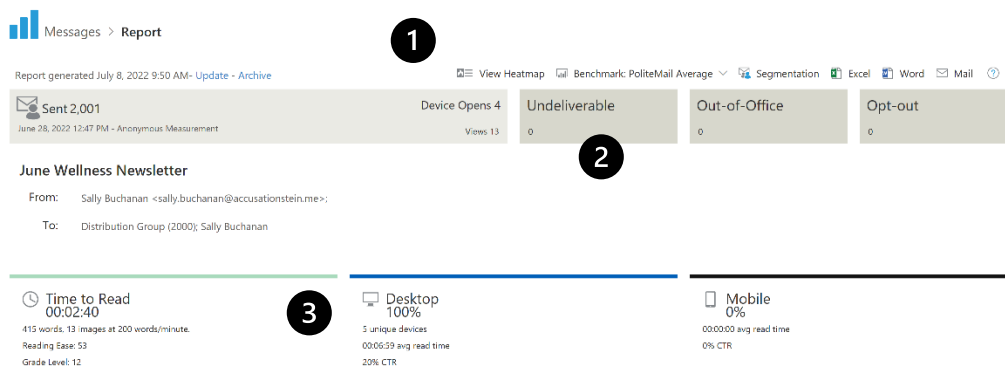 Messages > Report
1
Report generated July 8, 2022 9:50 AM- Update - Archive
View Heatmap Benchmark: PoliteMail Average Segmentation Excel Word Mail ?
Sent 2,001 Device Opens 4 Undeliverable Out-of-Office Opt-out
June 28, 2022 12:47 PM - Anonymous Measurement Views 13 0 0 0
2
June Wellness Newsletter
From: Sally Buchanan <sally.buchanan@accusationstein.me>;
To: Distribution Group (2000); Sally Buchanan
3
Time to Read
00:02:40
415 words, 13 images at 200 words/minute.
Reading Ease: 53
Grade Level: 12
Desktop
100%
5 unique devices
00:06:59 avg read time
20% CTR
Mobile
0%
00:00:00 avg read time
0% CTR